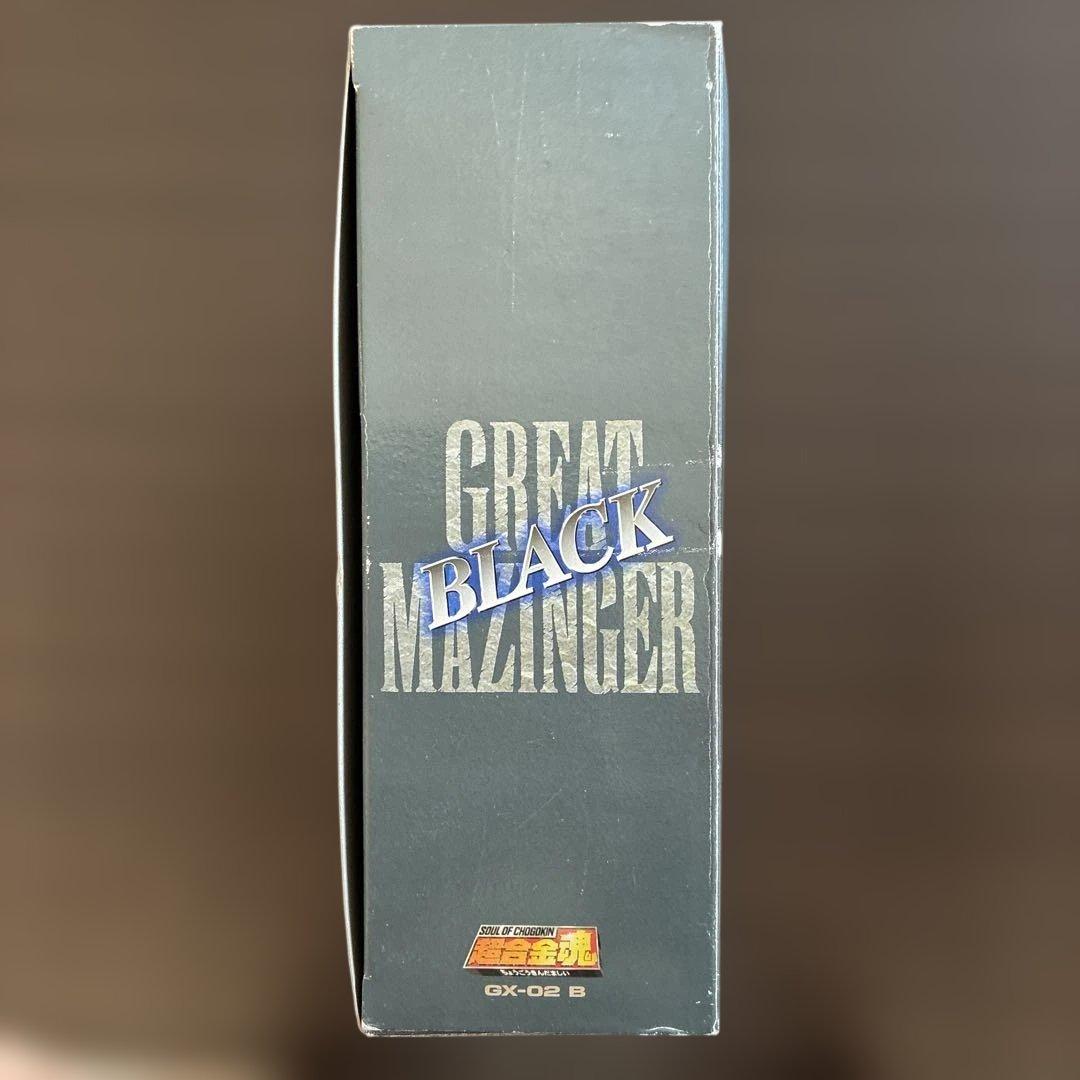 GREAT
BLACK
MAZINGER
SOUL OF CHOGOKIN
超合金魂
ちょうごうきんだましい
GX-02 B